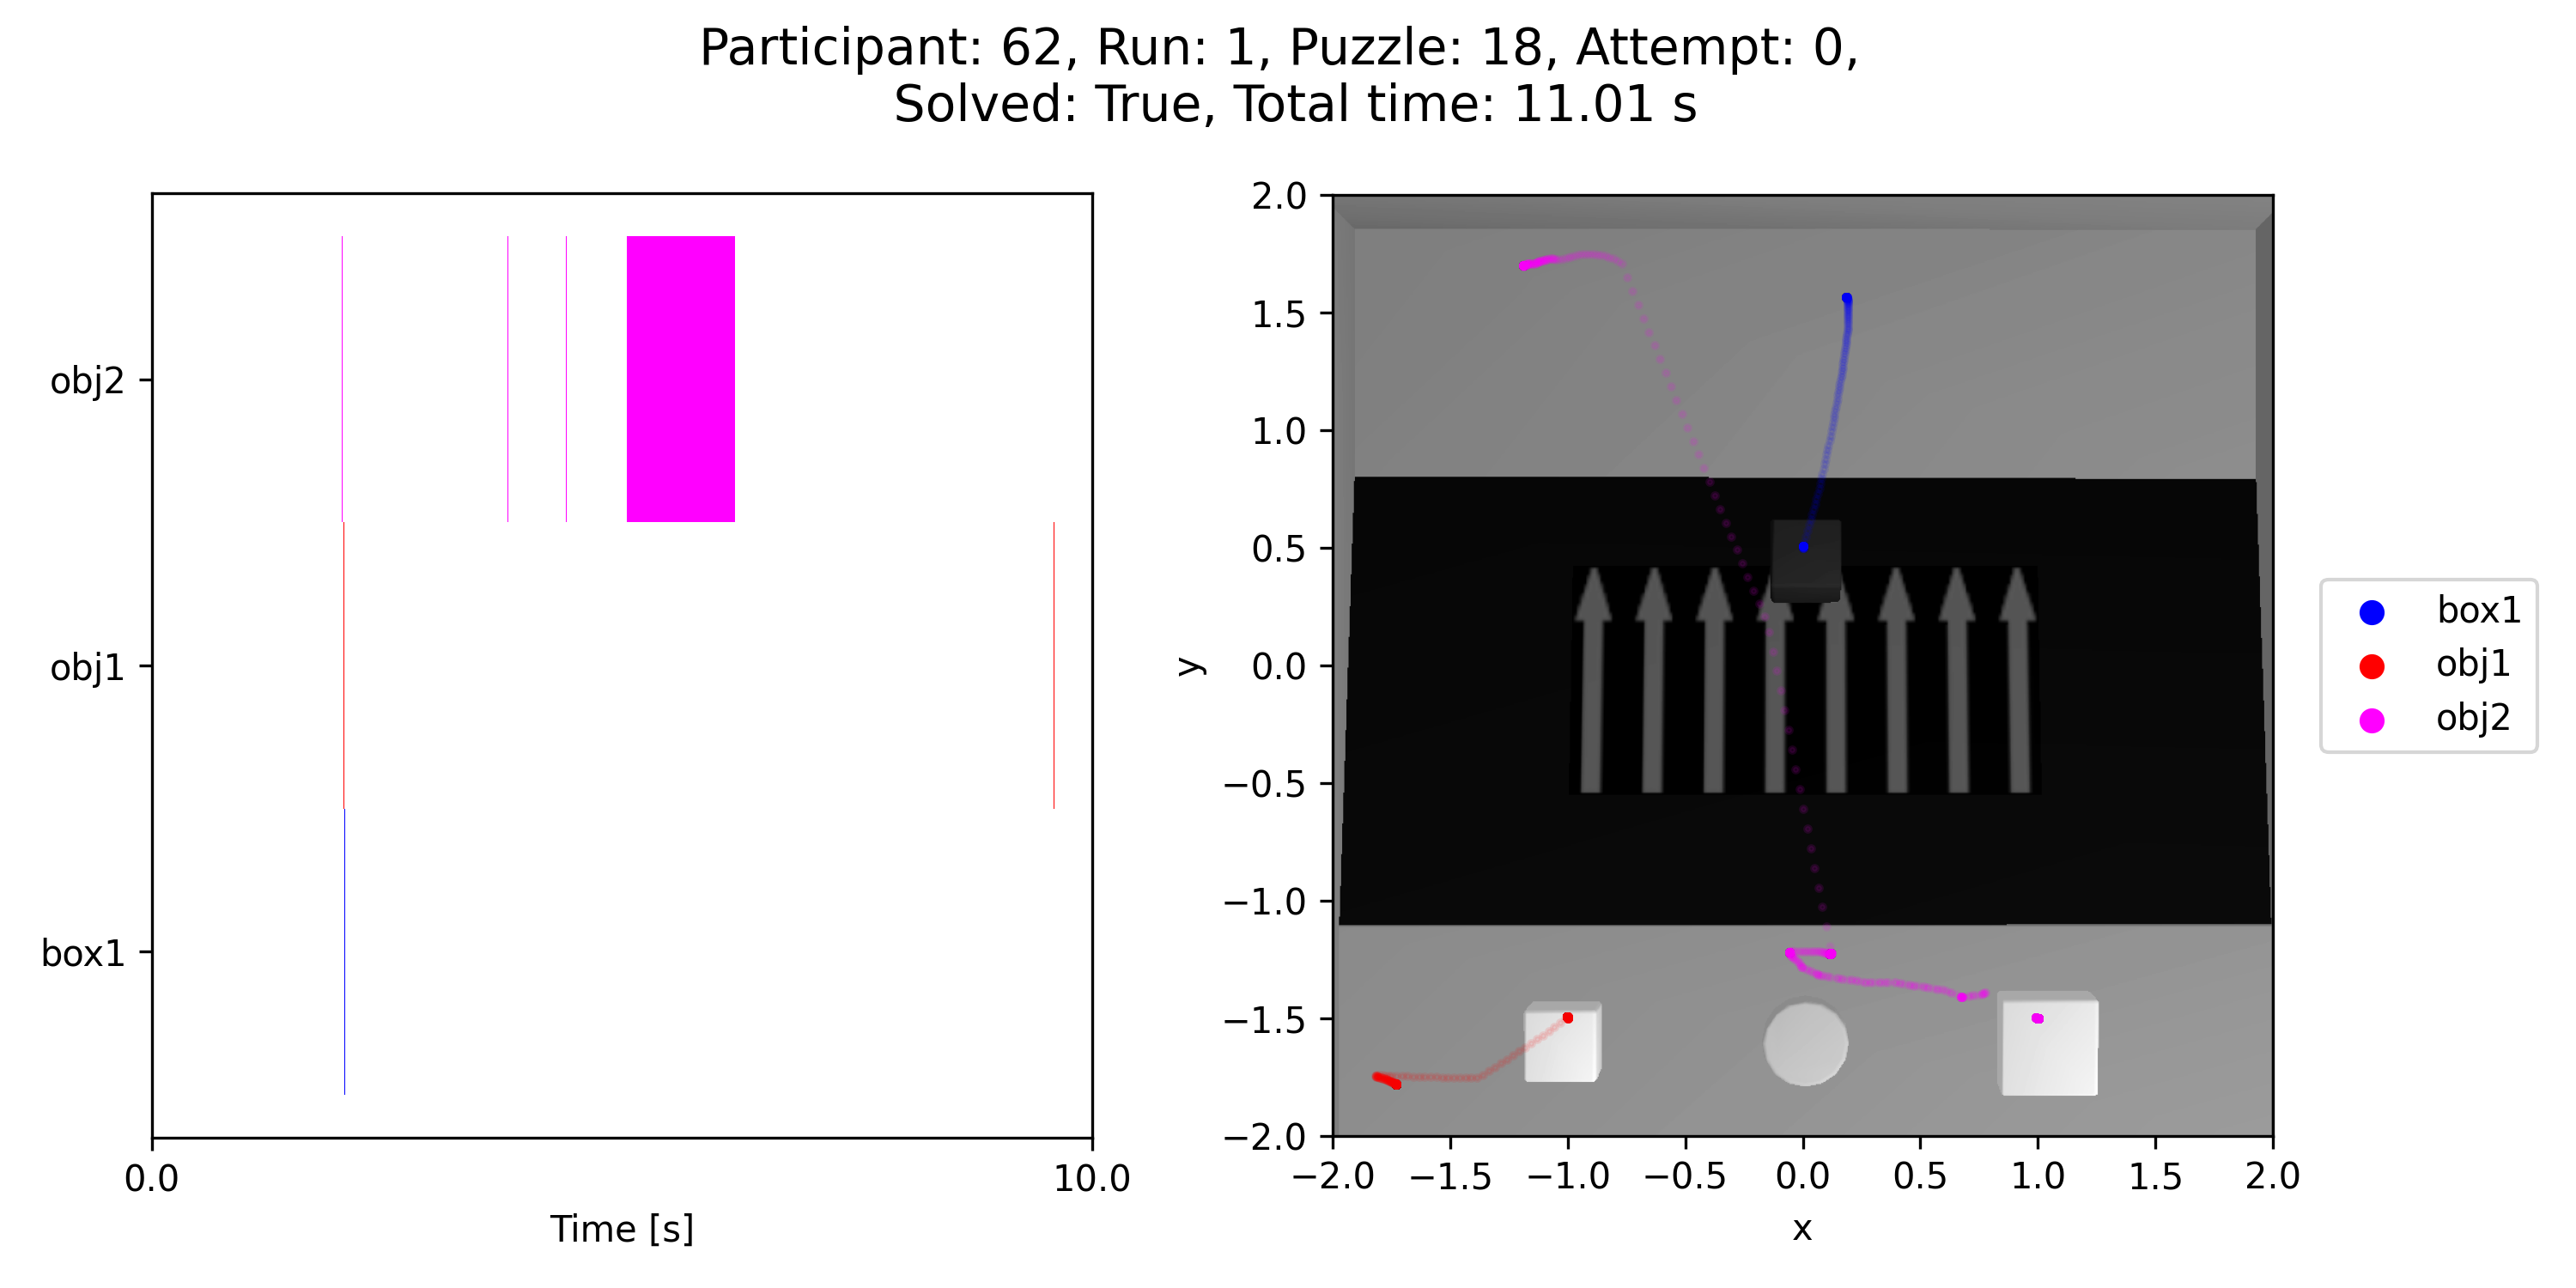 Participant: 62, Run: 1, Puzzle: 18, Attempt: 0,
Solved: True, Total time: 11.01 s
obj2
obj1
box1
0.0
10.0
Time [s]
2.0
1.5
1.0
0.5
0.0
−0.5
−1.0
−1.5
−2.0
y
−2.0
−1.5
−1.0
−0.5
0.0
0.5
1.0
1.5
2.0
x
box1
obj1
obj2